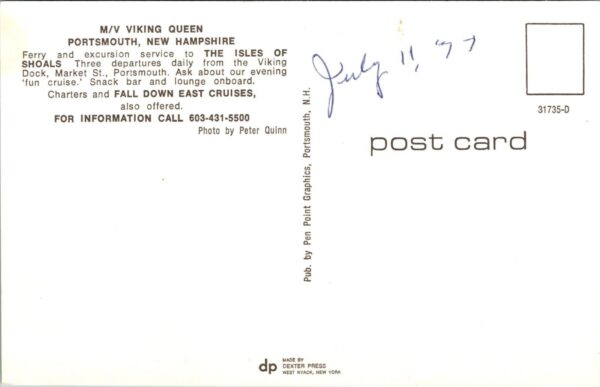 M/V VIKING QUEEN
PORTSMOUTH, NEW HAMPSHIRE
Ferry and excursion service to THE ISLES OF
SHOALS Three departures daily from the Viking
Dock, Market St., Portsmouth. Ask about our evening
'fun cruise.' Snack bar and lounge onboard.
Charters and FALL DOWN EAST CRUISES,
also offered.
FOR INFORMATION CALL 603-431-5500
Photo by Peter Quinn
Pub. by Pen Point Graphics, Portsmouth, N.H.
July 11, '77
31735-D
post card
dp
MADE BY
DEXTER PRESS
WEST NYACK, NEW YORK